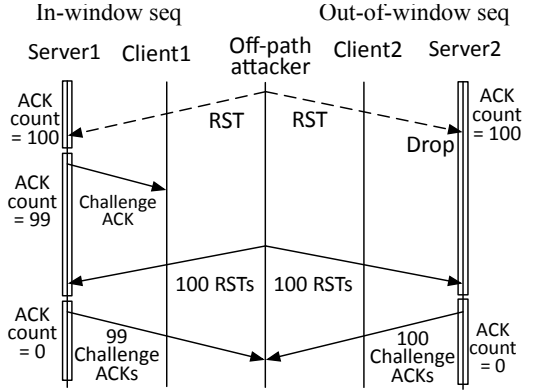 In-window seq
Out-of-window seq
Server1
Client1
Off-path
attacker
Client2
Server2
ACK
count
= 100
RST
RST
ACK
count
= 100
Drop
ACK
count
= 99
Challenge
ACK
100 RSTs
100 RSTs
ACK
count
= 0
99
Challenge
ACKs
100
Challenge
ACKs
ACK
count
= 0